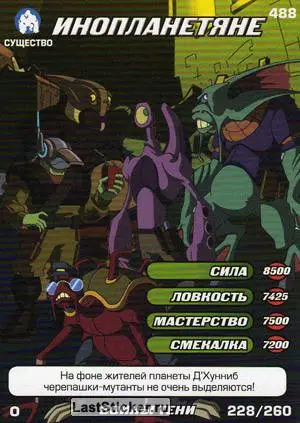 ИНОПЛАНЕТЯНЕ
488
СУЩЕСТВО
СИЛА 8500
ЛОВКОСТЬ 7425
МАСТЕРСТВО 7500
СМЕКАЛКА 7200
На фоне жителей планеты Д'Хунниб
черепашки-мутанты не очень выделяются!
0
228/260
LastSticker.ru